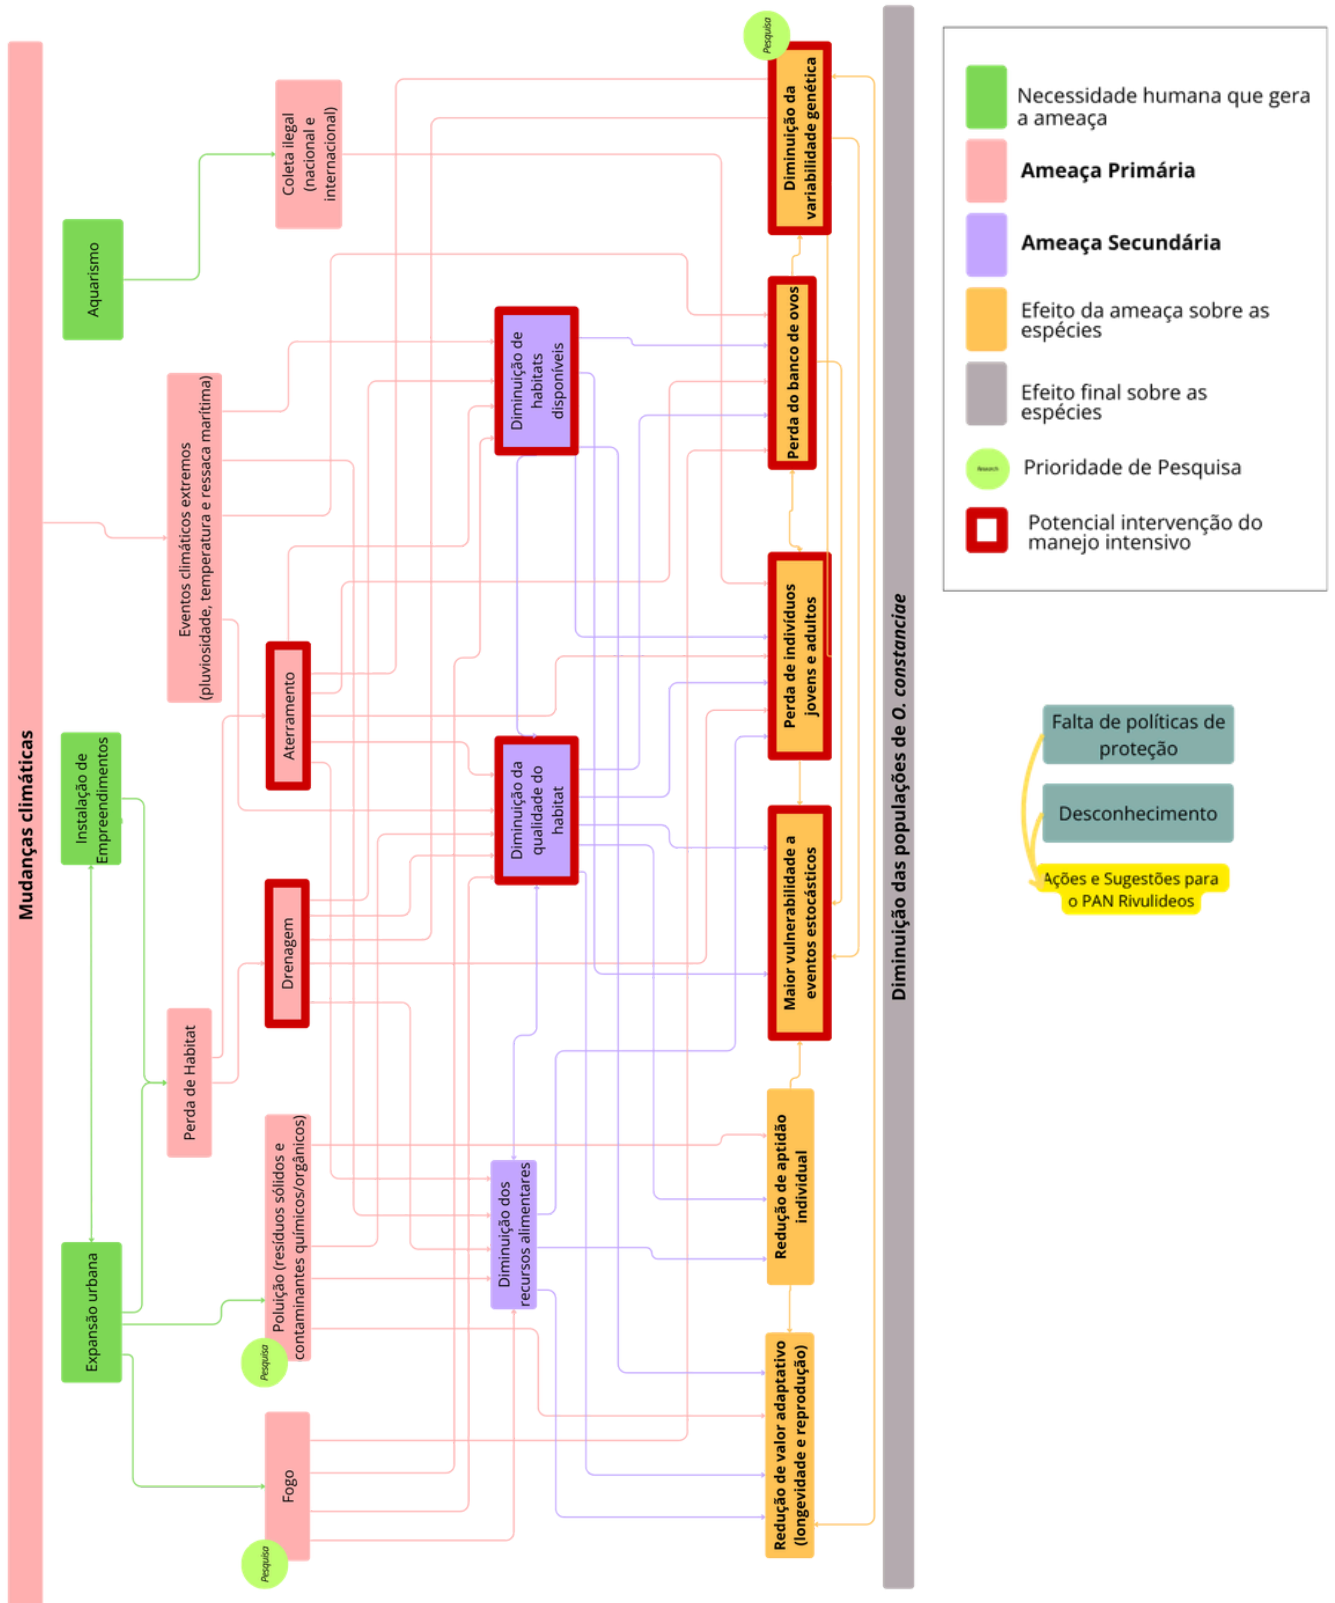 Mudanças climáticas
Expansão urbana
Instalação de
Empreendimentos
Aquarismo
Perda de Habitat
Eventos climáticos extremos
(pluviosidade, temperatura e ressaca marítima)
Pesquisa
Fogo
Pesquisa
Poluição (resíduos sólidos e
contaminantes químicos/orgânicos)
Drenagem
Aterramento
Coleta ilegal
(nacional e
internacional)
Diminuição dos
recursos alimentares
Diminuição da
qualidade do
habitat
Diminuição de
habitats
disponíveis
Redução de valor adaptativo
(longevidade e reprodução)
Redução de aptidão
individual
Maior vulnerabilidade a
eventos estocásticos
Perda de indivíduos
jovens e adultos
Perda do banco de ovos
Diminuição da
variabilidade genética
Pesquisa
Diminuição das populações de O. constanciae
Necessidade humana que gera
a ameaça
Ameaça Primária
Ameaça Secundária
Efeito da ameaça sobre as
espécies
Efeito final sobre as
espécies
Research
Prioridade de Pesquisa
Potencial intervenção do
manejo intensivo
Falta de políticas de
proteção
Desconhecimento
Ações e Sugestões para
o PAN Rivulideos